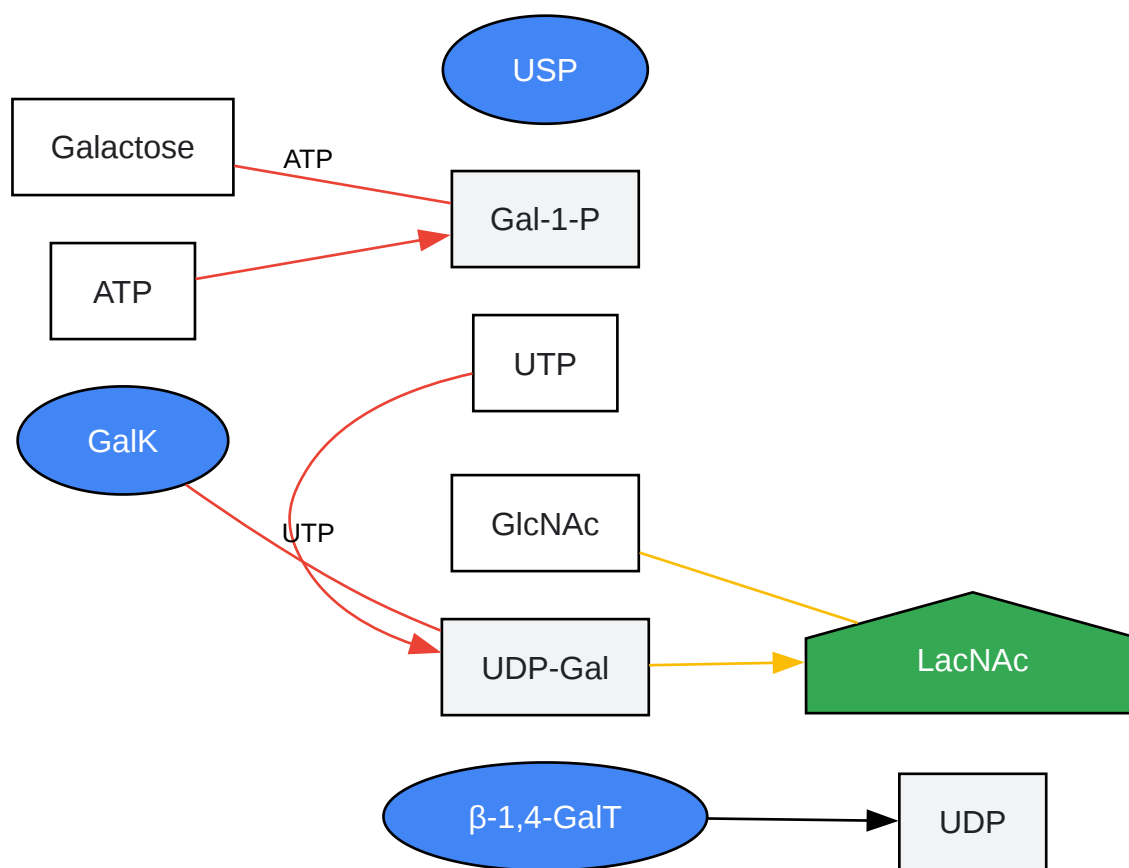 USP
Galactose
ATP
Gal-1-P
ATP
UTP
GalK
GlcNAc
UTP
UDP-Gal
LacNAc
β-1,4-GalT
UDP